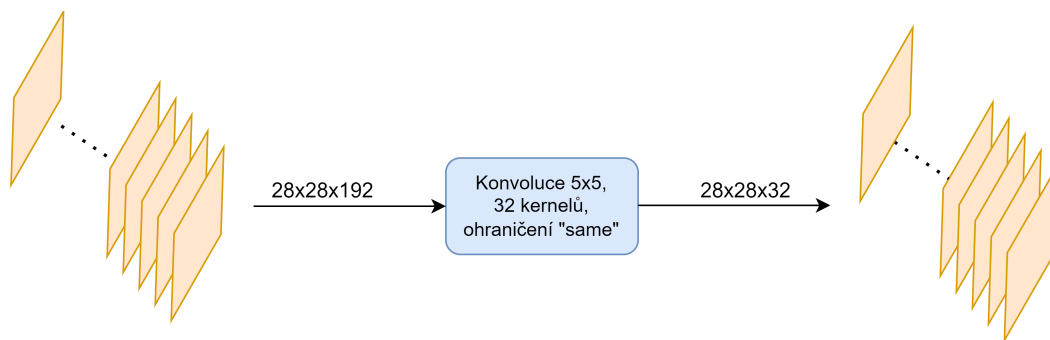 28x28x192
Konvoluce 5x5,
32 kernelů,
ohraničení "same"
28x28x32